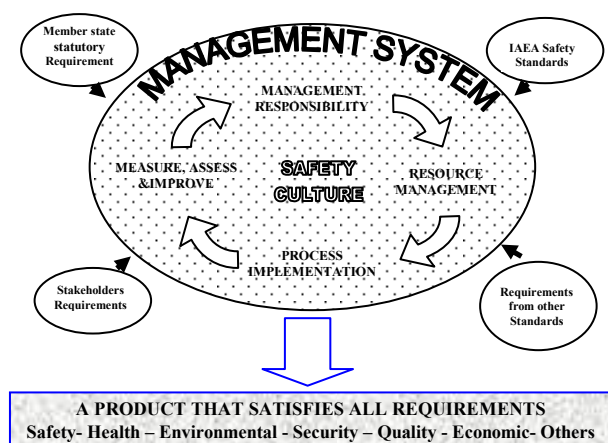 Member state
statutory
Requirement
IAEA Safety
Standards
MANAGEMENT SYSTEM
MANAGEMENT
RESPONSIBILITY
MEASURE, ASSESS
&IMPROVE
SAFETY
CULTURE
RESOURCE
MANAGEMENT
PROCESS
IMPLEMENTATION
Stakeholders
Requirements
Requirements
from other
Standards
A PRODUCT THAT SATISFIES ALL REQUIREMENTS
Safety- Health – Environmental - Security – Quality - Economic- Others